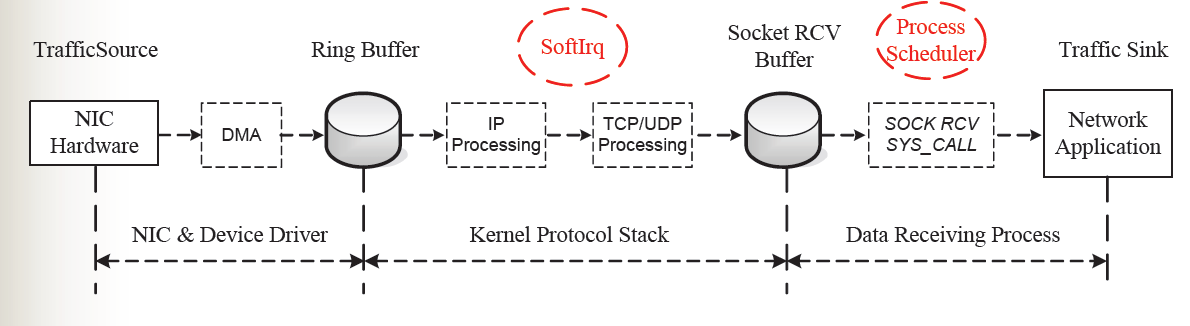 TrafficSource
Ring Buffer
SoftIrq
Socket RCV
Buffer
Process
Scheduler
Traffic Sink
NIC
Hardware
DMA
IP
Processing
TCP/UDP
Processing
SOCK RCV
SYS_CALL
Network
Application
NIC & Device Driver
Kernel Protocol Stack
Data Receiving Process